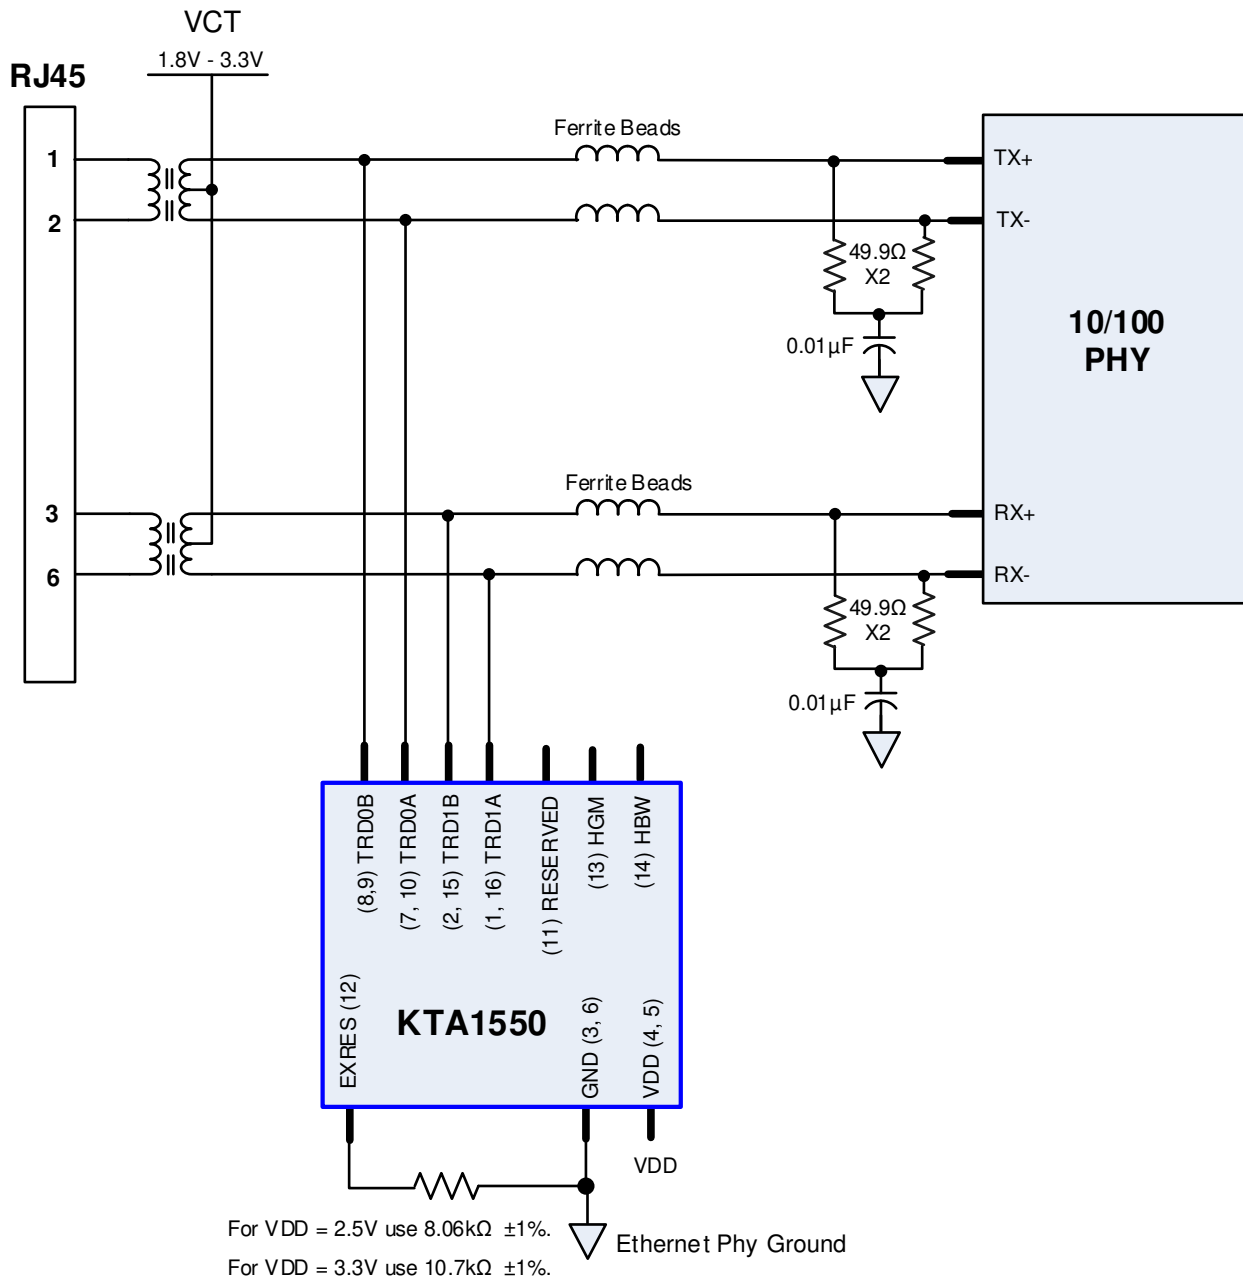 VCT
1.8V - 3.3V
RJ45
Ferrite Beads
1
TX+
2
TX-
49.9Ω
X2
10/100
PHY
0.01µF
Ferrite Beads
3
RX+
6
RX-
49.9Ω
X2
0.01µF
(8,9) TRD0B
(7, 10) TRD0A
(2, 15) TRD1B
(1, 16) TRD1A
(11) RESERVED
(13) HGM
(14) HBW
EXRES (12)
KTA1550
GND (3, 6)
VDD (4, 5)
VDD
For VDD = 2.5V use 8.06kΩ ±1%.
Ethernet Phy Ground
For VDD = 3.3V use 10.7kΩ ±1%.